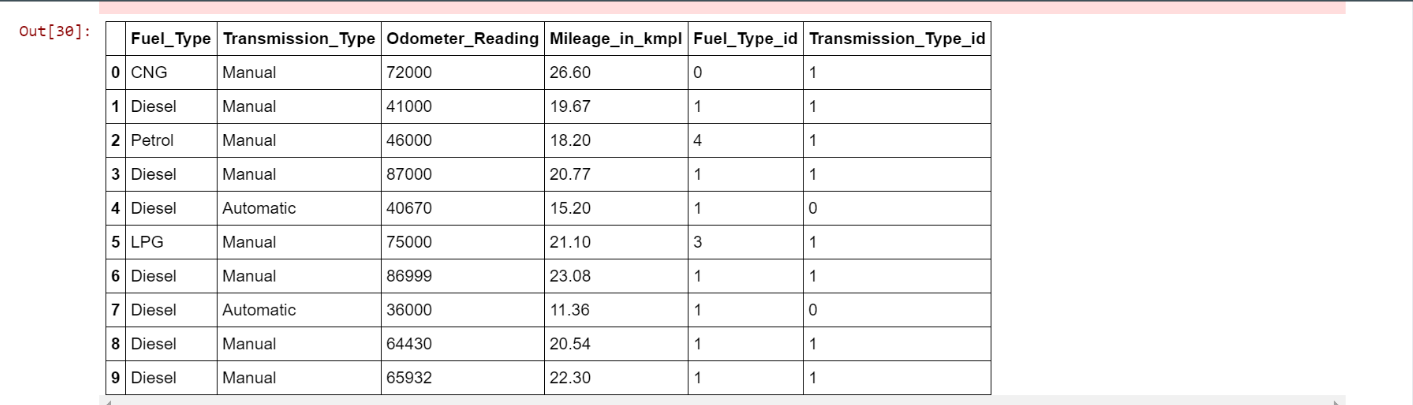 Out[30]:
Fuel_Type Transmission_Type Odometer_Reading Mileage_in_kmpl Fuel_Type_id Transmission_Type_id
0 CNG Manual 72000 26.60 0 1
1 Diesel Manual 41000 19.67 1 1
2 Petrol Manual 46000 18.20 4 1
3 Diesel Manual 87000 20.77 1 1
4 Diesel Automatic 40670 15.20 1 0
5 LPG Manual 75000 21.10 3 1
6 Diesel Manual 86999 23.08 1 1
7 Diesel Automatic 36000 11.36 1 0
8 Diesel Manual 64430 20.54 1 1
9 Diesel Manual 65932 22.30 1 1